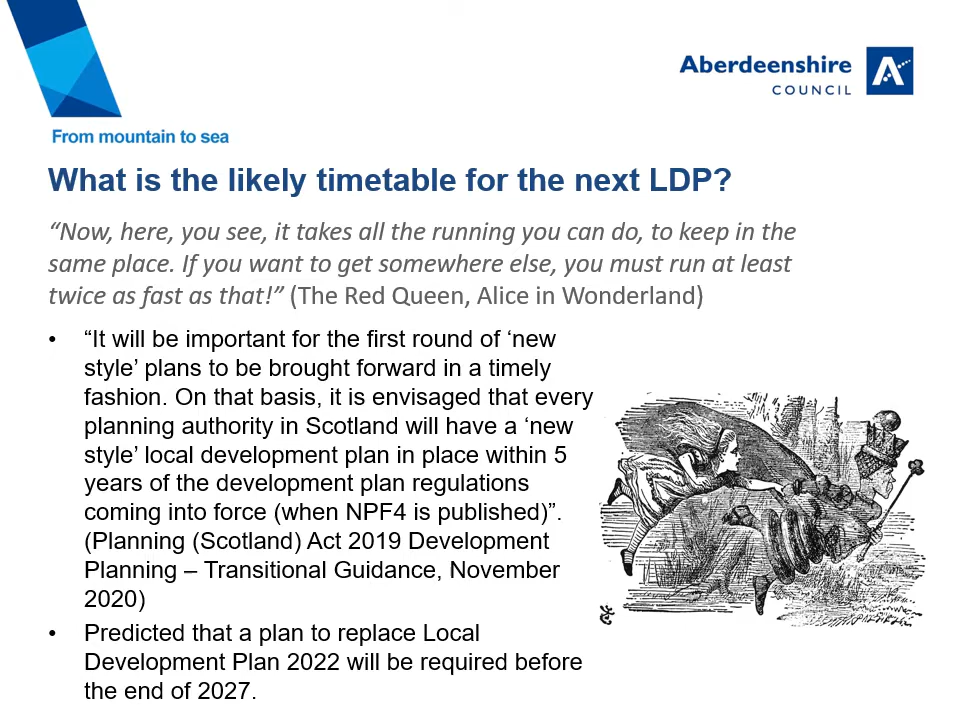 Aberdeenshire
COUNCIL
From mountain to sea
What is the likely timetable for the next LDP?
“Now, here, you see, it takes all the running you can do, to keep in the
same place. If you want to get somewhere else, you must run at least
twice as fast as that!” (The Red Queen, Alice in Wonderland)
• “It will be important for the first round of ‘new
style’ plans to be brought forward in a timely
fashion. On that basis, it is envisaged that every
planning authority in Scotland will have a ‘new
style’ local development plan in place within 5
years of the development plan regulations
coming into force (when NPF4 is published)”.
(Planning (Scotland) Act 2019 Development
Planning – Transitional Guidance, November
2020)
• Predicted that a plan to replace Local
Development Plan 2022 will be required before
the end of 2027.